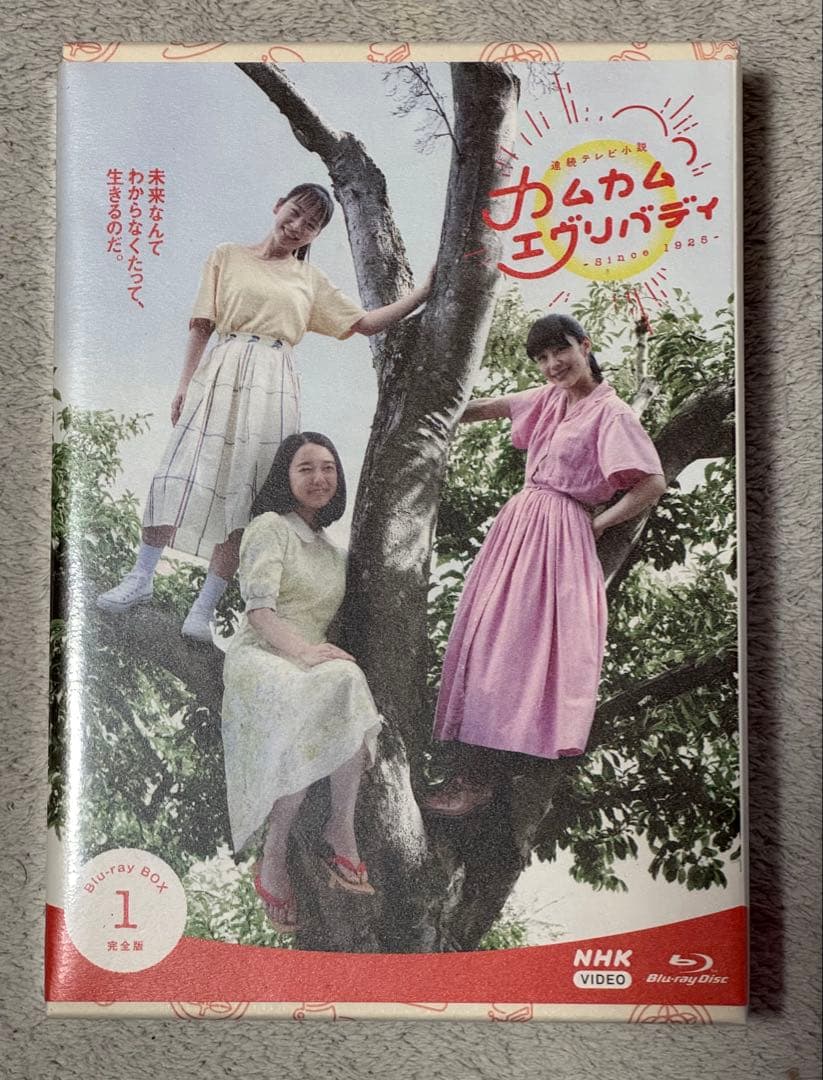 未来なんて
わからなくたって、
生きるのだ。
連続テレビ小説
カムカム
エヴリバディ
-Since 1925-
Blu-ray BOX
1
完全版
NHK
VIDEO
Blu-ray Disc